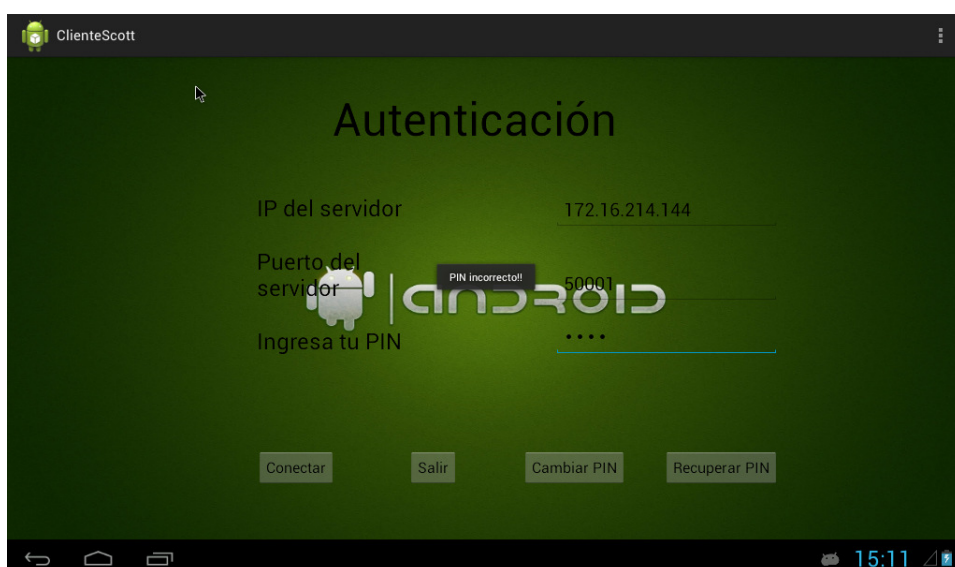 ClienteScott
Autenticación
IP del servidor
172.16.214.144
Puerto del
servidor
50001
PIN incorrecto!!
ANDROID
Ingresa tu PIN
••••
Conectar
Salir
Cambiar PIN
Recuperar PIN
15:11